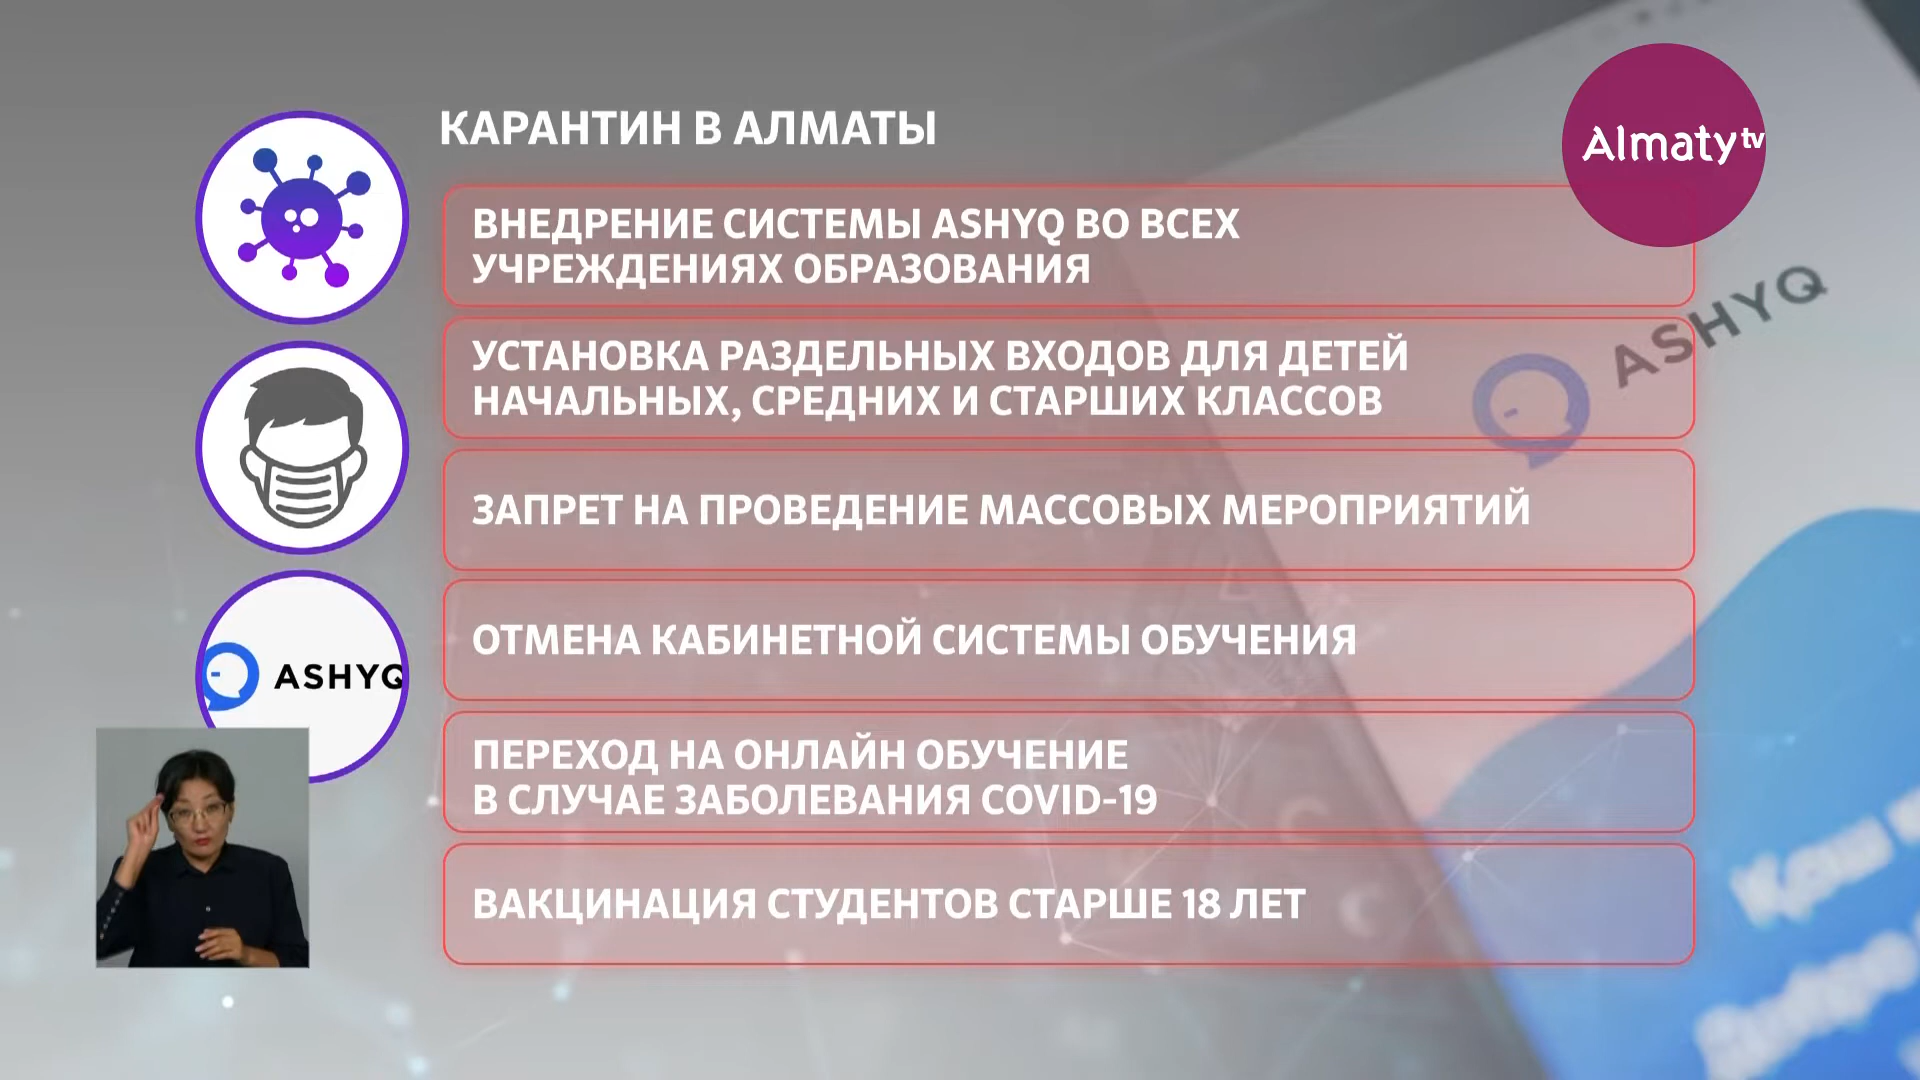 КАРАНТИН В АЛМАТЫ
Almaty tv
ВНЕДРЕНИЕ СИСТЕМЫ ASHYQ ВО ВСЕХ
УЧРЕЖДЕНИЯХ ОБРАЗОВАНИЯ
ASHYQ
УСТАНОВКА РАЗДЕЛЬНЫХ ВХОДОВ ДЛЯ ДЕТЕЙ
НАЧАЛЬНЫХ, СРЕДНИХ И СТАРШИХ КЛАССОВ
ЗАПРЕТ НА ПРОВЕДЕНИЕ МАССОВЫХ МЕРОПРИЯТИЙ
ASHYQ
ОТМЕНА КАБИНЕТНОЙ СИСТЕМЫ ОБУЧЕНИЯ
ПЕРЕХОД НА ОНЛАЙН ОБУЧЕНИЕ
В СЛУЧАЕ ЗАБОЛЕВАНИЯ COVID-19
ВАКЦИНАЦИЯ СТУДЕНТОВ СТАРШЕ 18 ЛЕТ